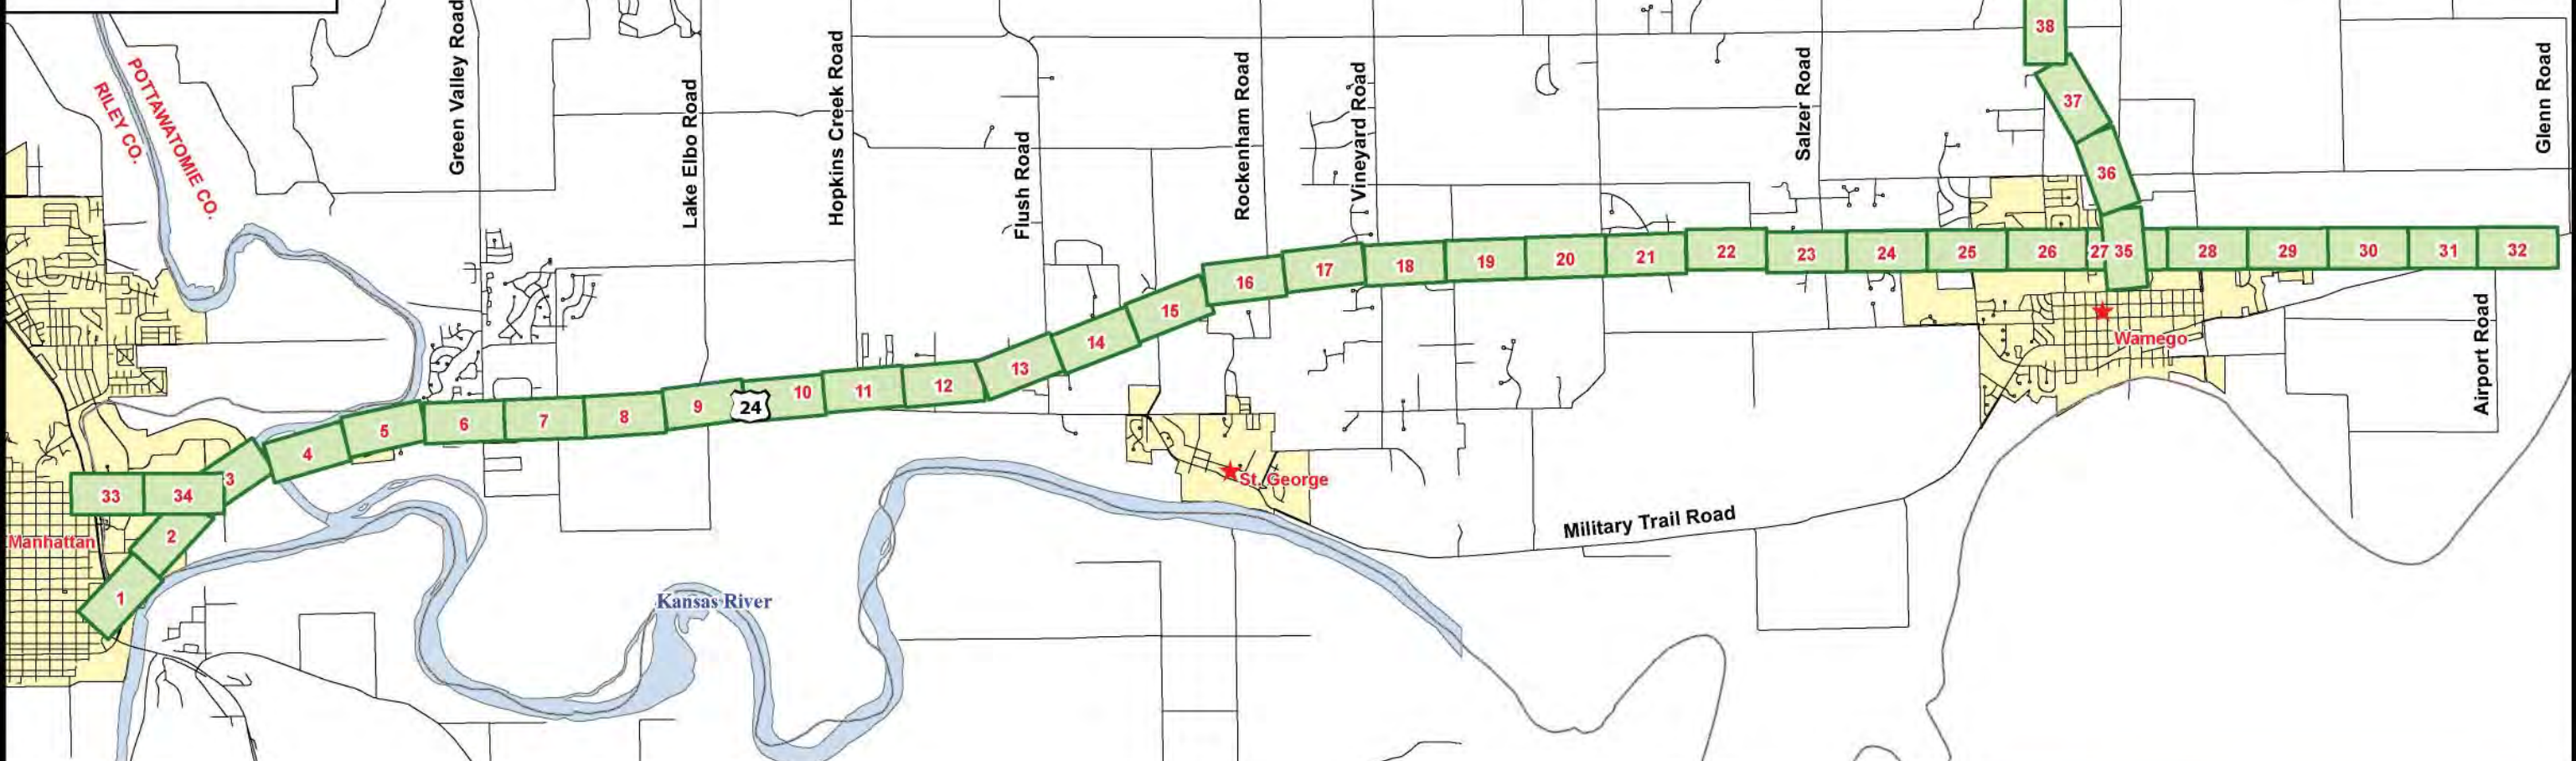 38
Green Valley Road
Lake Elbo Road
Hopkins Creek Road
Flush Road
Rockenham Road
Vineyard Road
Salzer Road
Glenn Road
POTTAWATOMIE CO.
RILEY CO.
37
36
16
17
18
19
20
21
22
23
24
25
26
27
35
28
29
30
31
32
15
14
13
12
11
10
24
9
8
7
6
5
4
3
34
33
2
1
Manhattan
St. George
Wamego
Airport Road
Military Trail Road
Kansas River